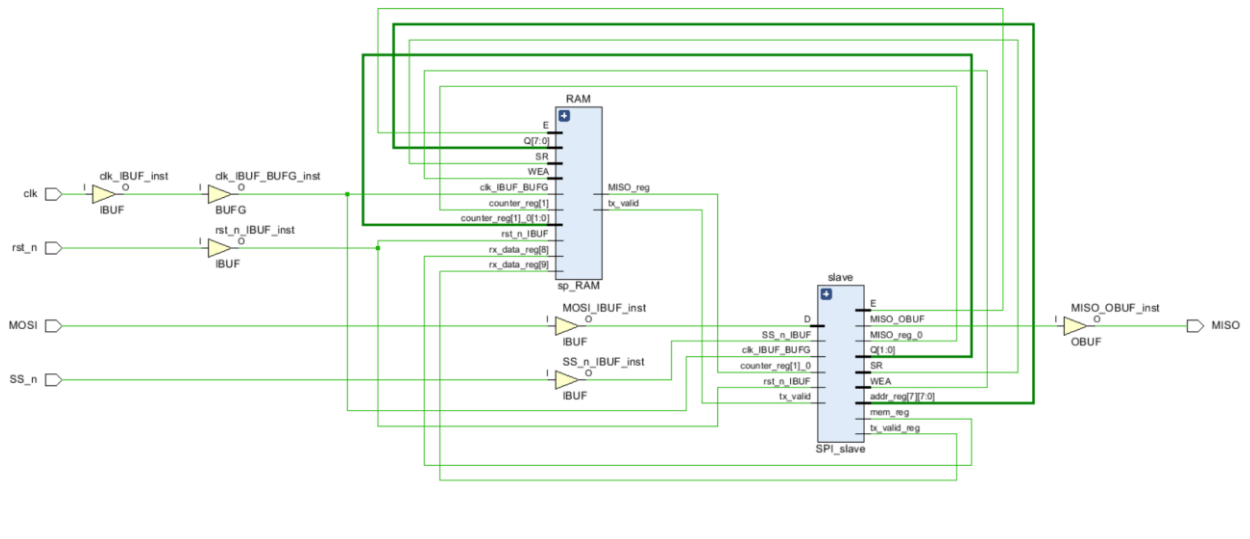 RAM
E
Q[7:0]
SR
WEA
clk_IBUF_BUFG
counter_reg[1]
counter_reg[1]_0[1:0]
rst_n_IBUF
rx_data_reg[8]
rx_data_reg[9]
MISO_reg
tx_valid
sp_RAM
clk
I
clk_IBUF_inst
O
IBUF
I
clk_IBUF_BUFG_inst
O
BUFG
rst_n
I
rst_n_IBUF_inst
O
IBUF
MOSI
I
MOSI_IBUF_inst
O
IBUF
SS_n
I
SS_n_IBUF_inst
O
IBUF
slave
D
SS_n_IBUF
clk_IBUF_BUFG
counter_reg[1]_0
rst_n_IBUF
tx_valid
E
MISO_OBUF
MISO_reg_0
Q[1:0]
SR
WEA
addr_reg[7][7:0]
mem_reg
tx_valid_reg
SPI_slave
I
MISO_OBUF_inst
O
OBUF
MISO